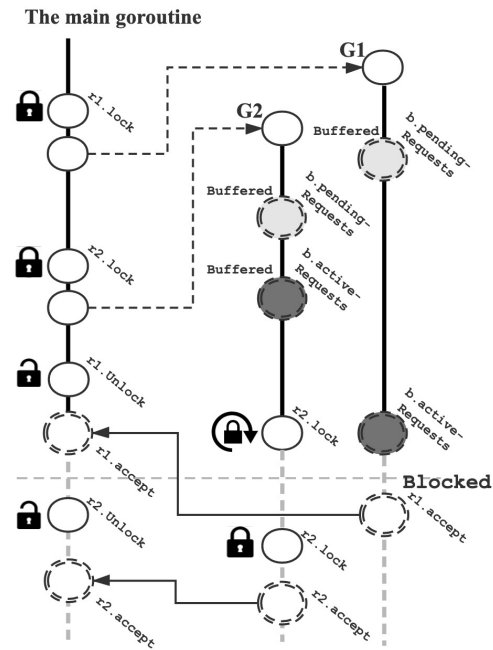 The main goroutine
G1
r1.lock
G2
Buffered
b.pending-
Requests
Buffered
b.pending-
Requests
r2.lock
Buffered
b.active-
Requests
r1.Unlock
r2.lock
b.active-
Requests
r1.accept
Blocked
r2.Unlock
r1.accept
r2.lock
r2.accept
r2.accept